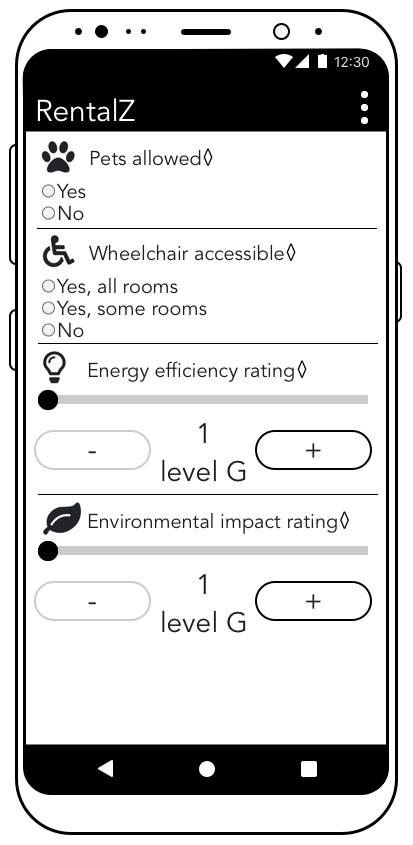 12:30
RentalZ
Pets allowed◊
Yes
No
Wheelchair accessible◊
Yes, all rooms
Yes, some rooms
No
Energy efficiency rating◊
- 1 +
level G
Environmental impact rating◊
- 1 +
level G